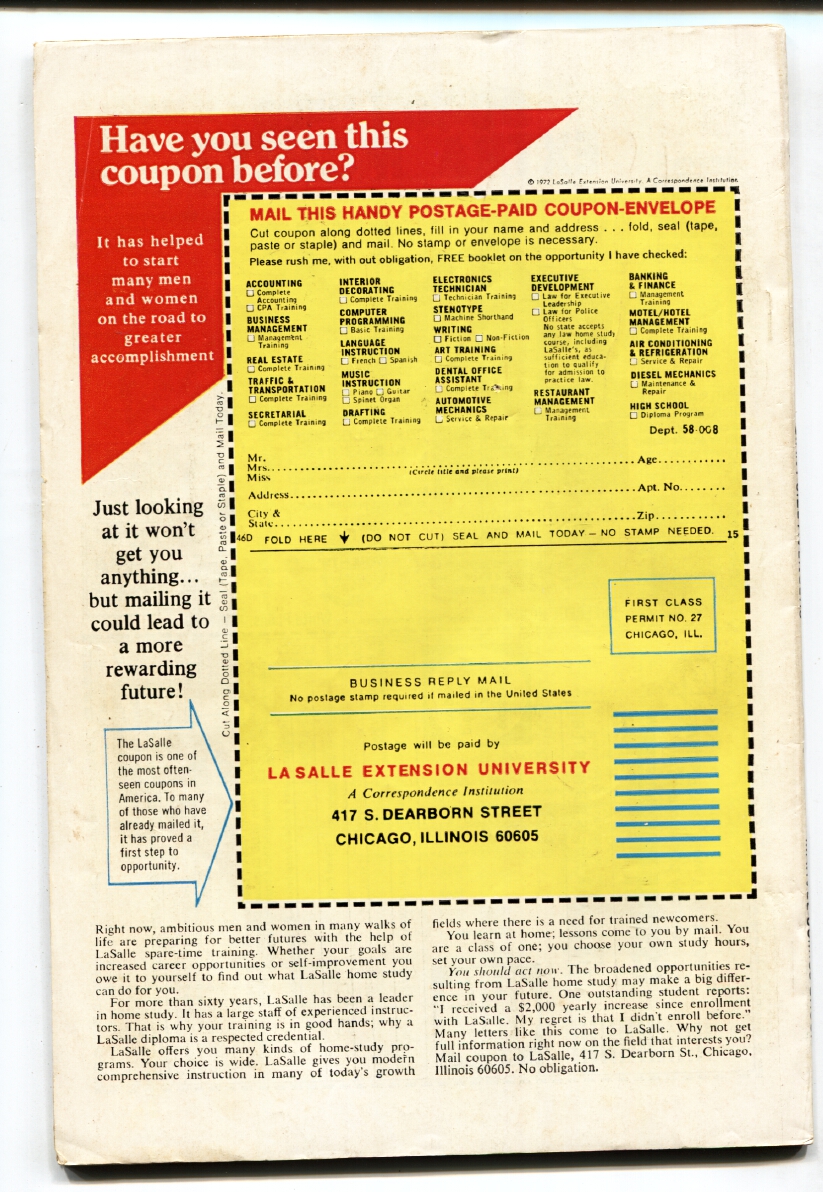 Have you seen this
coupon before?
© 1972 LaSalle Extension University, A Correspondence Institution
It has helped
to start
many men
and women
on the road to
greater
accomplishment
MAIL THIS HANDY POSTAGE-PAID COUPON-ENVELOPE
Cut coupon along dotted lines, fill in your name and address . . . fold, seal (tape,
paste or staple) and mail. No stamp or envelope is necessary.
Please rush me, with out obligation, FREE booklet on the opportunity I have checked:
ACCOUNTING
Complete
Accounting
CPA Training
BUSINESS
MANAGEMENT
Management
Training
REAL ESTATE
Complete Training
TRAFFIC &
TRANSPORTATION
Complete Training
SECRETARIAL
Complete Training
INTERIOR
DECORATING
Complete Training
COMPUTER
PROGRAMMING
Basic Training
LANGUAGE
INSTRUCTION
French Spanish
MUSIC
INSTRUCTION
Piano Guitar
Spinet Organ
DRAFTING
Complete Training
ELECTRONICS
TECHNICIAN
Technician Training
STENOTYPE
Machine Shorthand
WRITING
Fiction Non-Fiction
ART TRAINING
Complete Training
DENTAL OFFICE
ASSISTANT
Complete Training
AUTOMOTIVE
MECHANICS
Service & Repair
EXECUTIVE
DEVELOPMENT
Law for Executive
Leadership
Law for Police
Officers
No state accepts
any law home study
course, including
LaSalle's, as
sufficient educa-
tion to qualify
for admission to
practice law.
RESTAURANT
MANAGEMENT
Management
Training
BANKING
& FINANCE
Management
Training
MOTEL/HOTEL
MANAGEMENT
Complete Training
AIR CONDITIONING
& REFRIGERATION
Service & Repair
DIESEL MECHANICS
Maintenance &
Repair
HIGH SCHOOL
Diploma Program
Dept. 58-008
Mr.
Mrs. Age
Miss (Circle title and please print)
Address Apt. No.
City &
State Zip
46D FOLD HERE (DO NOT CUT) SEAL AND MAIL TODAY – NO STAMP NEEDED. 15
Cut Along Dotted Line – Seal (Tape, Paste or Staple) and Mail Today.
Just looking
at it won't
get you
anything...
but mailing it
could lead to
a more
rewarding
future!
The LaSalle
coupon is one of
the most often-
seen coupons in
America. To many
of those who have
already mailed it,
it has proved a
first step to
opportunity.
FIRST CLASS
PERMIT NO. 27
CHICAGO, ILL.
BUSINESS REPLY MAIL
No postage stamp required if mailed in the United States
Postage will be paid by
LA SALLE EXTENSION UNIVERSITY
A Correspondence Institution
417 S. DEARBORN STREET
CHICAGO, ILLINOIS 60605
Right now, ambitious men and women in many walks of
life are preparing for better futures with the help of
LaSalle spare-time training. Whether your goals are
increased career opportunities or self-improvement you
owe it to yourself to find out what LaSalle home study
can do for you.
For more than sixty years, LaSalle has been a leader
in home study. It has a large staff of experienced instruc-
tors. That is why your training is in good hands; why a
LaSalle diploma is a respected credential.
LaSalle offers you many kinds of home-study pro-
grams. Your choice is wide. LaSalle gives you modern
comprehensive instruction in many of today's growth
fields where there is a need for trained newcomers.
You learn at home; lessons come to you by mail. You
are a class of one; you choose your own study hours,
set your own pace.
You should act now. The broadened opportunities re-
sulting from LaSalle home study may make a big differ-
ence in your future. One outstanding student reports:
"I received a $2,000 yearly increase since enrollment
with LaSalle. My regret is that I didn't enroll before."
Many letters like this come to LaSalle. Why not get
full information right now on the field that interests you?
Mail coupon to LaSalle, 417 S. Dearborn St., Chicago,
Illinois 60605. No obligation.